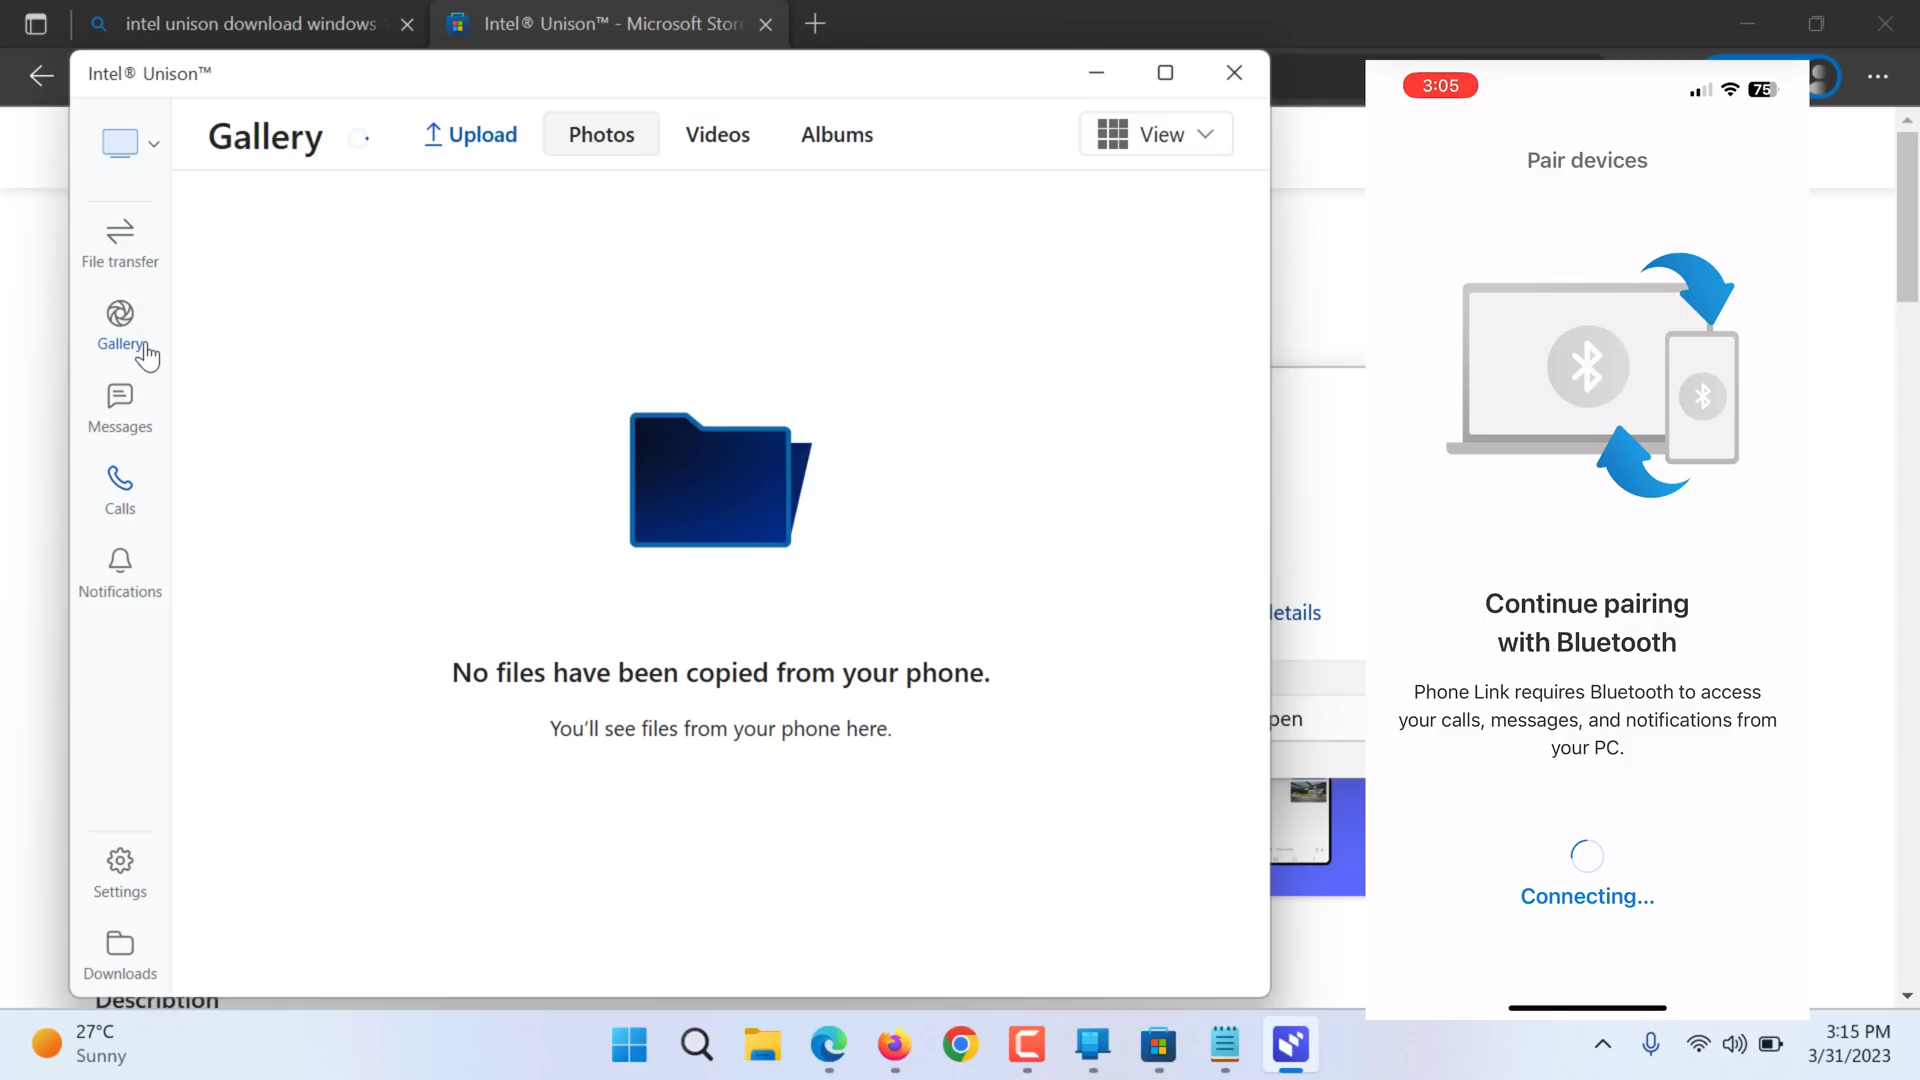 intel unison download windows
Intel® Unison™ - Microsoft Store
Intel® Unison™
Gallery
Upload
Photos
Videos
Albums
View
File transfer
Gallery
Messages
Calls
Notifications
Settings
Downloads
No files have been copied from your phone.
You'll see files from your phone here.
Description
details
pen
3:05
75
Pair devices
Continue pairing
with Bluetooth
Phone Link requires Bluetooth to access
your calls, messages, and notifications from
your PC.
Connecting...
27°C
Sunny
3:15 PM
3/31/2023